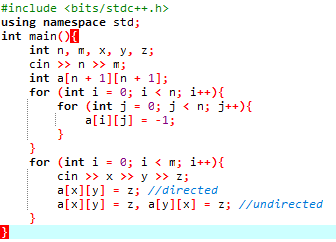 #include <bits/stdc++.h>
using namespace std;
int main(){
    int n, m, x, y, z;
    cin >> n >> m;
    int a[n + 1][n + 1];
    for (int i = 0; i < n; i++){
        for (int j = 0; j < n; j++){
            a[i][j] = -1;
        }
    }
    for (int i = 0; i < m; i++){
        cin >> x >> y >> z;
        a[x][y] = z; //directed
        a[x][y] = z, a[y][x] = z; //undirected
    }
}